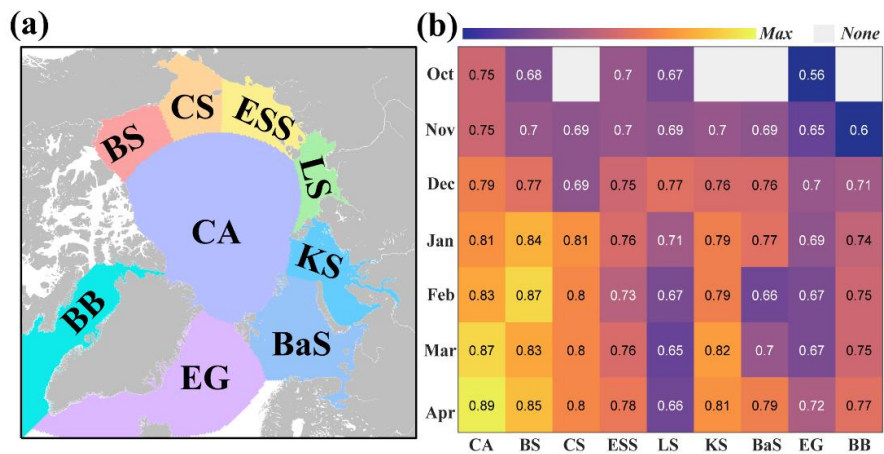 (a)
CS
ESS
BS
LS
CA
KS
BB
BaS
EG
(b)
Max None
Oct 0.75 0.68 0.7 0.67 0.56
Nov 0.75 0.7 0.69 0.7 0.69 0.7 0.69 0.65 0.6
Dec 0.79 0.77 0.69 0.75 0.77 0.76 0.76 0.7 0.71
Jan 0.81 0.84 0.81 0.76 0.71 0.79 0.77 0.69 0.74
Feb 0.83 0.87 0.8 0.73 0.67 0.79 0.66 0.67 0.75
Mar 0.87 0.83 0.8 0.76 0.65 0.82 0.7 0.67 0.75
Apr 0.89 0.85 0.8 0.78 0.66 0.81 0.79 0.72 0.77
CA BS CS ESS LS KS BaS EG BB